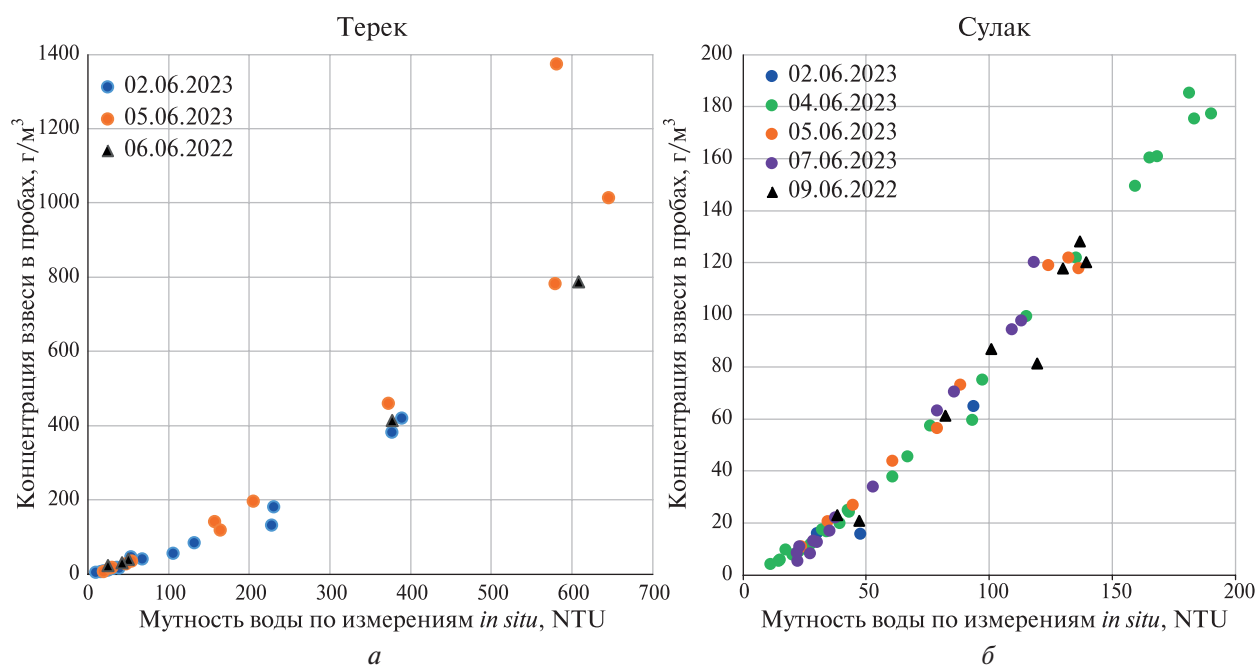 Терек
Концентрация взвеси в пробах, г/м³
1400
1200
1000
800
600
400
200
0
02.06.2023
05.06.2023
06.06.2022
0 100 200 300 400 500 600 700
Мутность воды по измерениям in situ, NTU
а
Сулак
Концентрация взвеси в пробах, г/м³
200
180
160
140
120
100
80
60
40
20
0
02.06.2023
04.06.2023
05.06.2023
07.06.2023
09.06.2022
0 50 100 150 200
Мутность воды по измерениям in situ, NTU
б